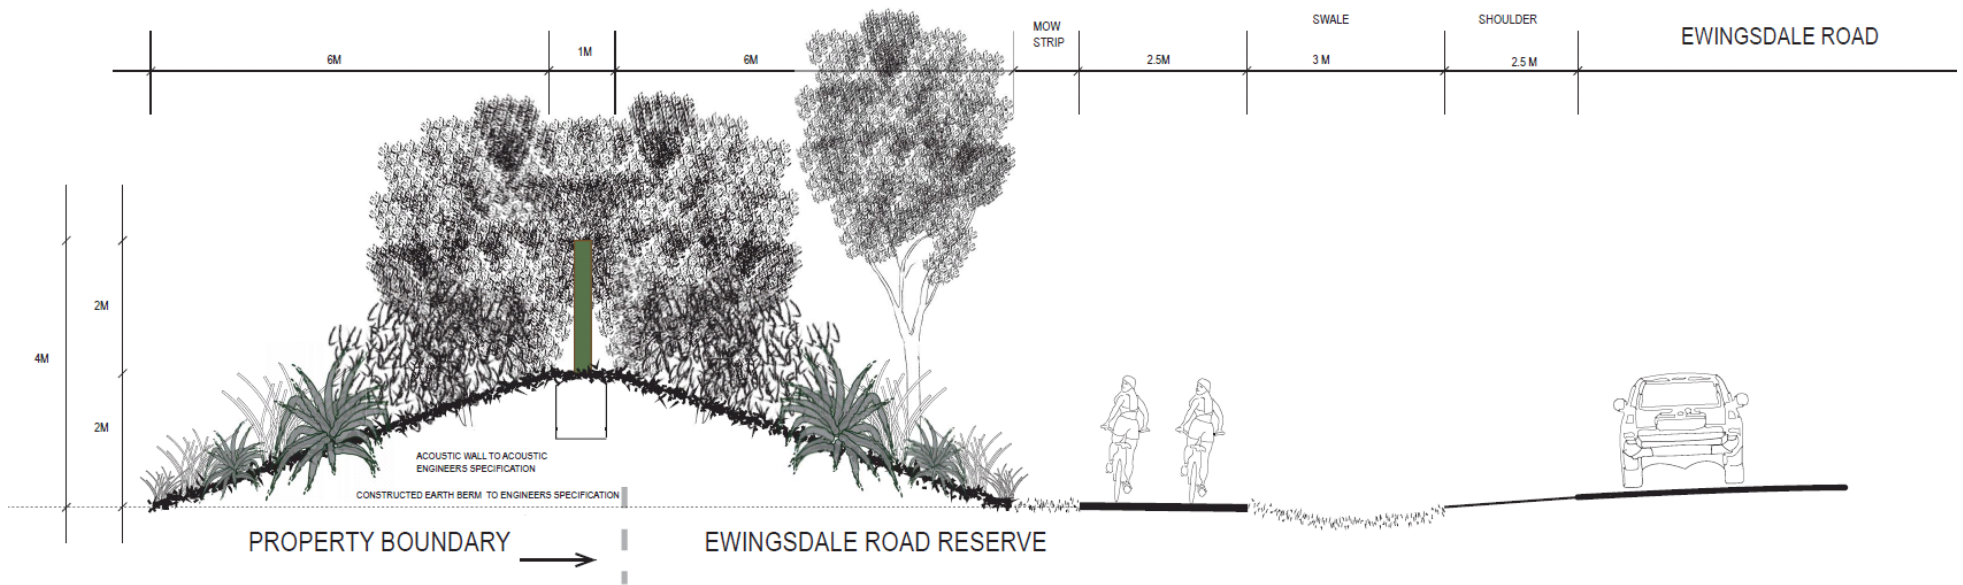 MOW
STRIP
SWALE
SHOULDER
EWINGSDALE ROAD
6M
1M
6M
2.5M
3 M
2.5 M
2M
4M
2M
ACOUSTIC WALL TO ACOUSTIC
ENGINEERS SPECIFICATION
CONSTRUCTED EARTH BERM TO ENGINEERS SPECIFICATION
PROPERTY BOUNDARY
EWINGSDALE ROAD RESERVE